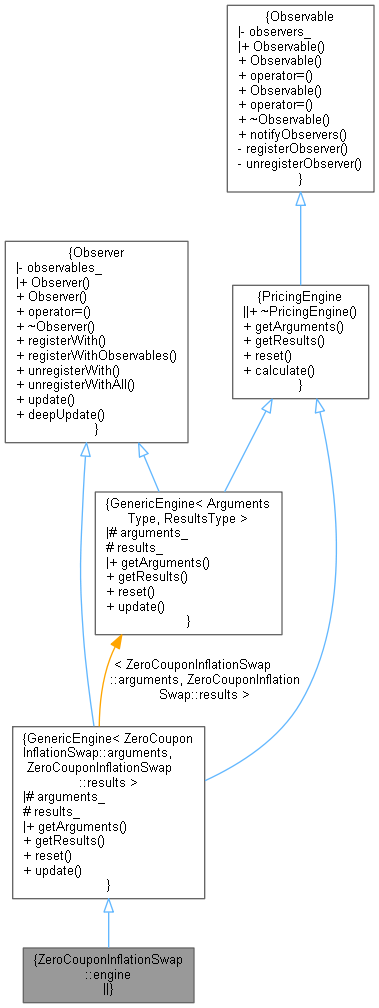 {Observable
|- observers_
|+ Observable()
+ Observable()
+ operator=()
+ Observable()
+ operator=()
+ ~Observable()
+ notifyObservers()
- registerObserver()
- unregisterObserver()
}
{Observer
|- observables_
|+ Observer()
+ Observer()
+ operator=()
+ ~Observer()
+ registerWith()
+ registerWithObservables()
+ unregisterWith()
+ unregisterWithAll()
+ update()
+ deepUpdate()
}
{PricingEngine
||+ ~PricingEngine()
+ getArguments()
+ getResults()
+ reset()
+ calculate()
}
{GenericEngine< Arguments
Type, ResultsType >
|# arguments_
# results_
|+ getArguments()
+ getResults()
+ reset()
+ update()
}
< ZeroCouponInflationSwap
::arguments, ZeroCouponInflation
Swap::results >
{GenericEngine< ZeroCoupon
InflationSwap::arguments,
ZeroCouponInflationSwap
::results >
|# arguments_
# results_
|+ getArguments()
+ getResults()
+ reset()
+ update()
}
{ZeroCouponInflationSwap
::engine
||}